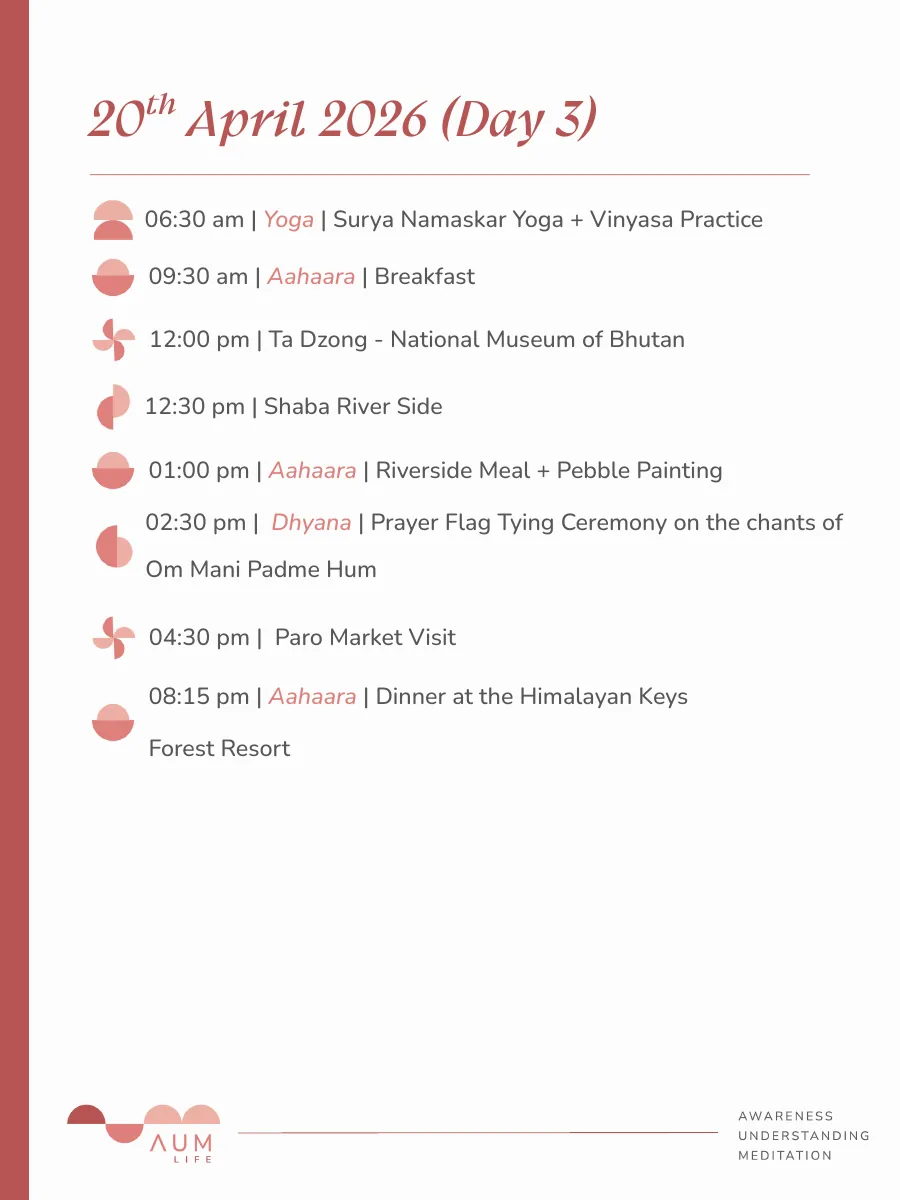 20th April 2026 (Day 3)
06:30 am | Yoga | Surya Namaskar Yoga + Vinyasa Practice
09:30 am | Aahaara | Breakfast
12:00 pm | Ta Dzong - National Museum of Bhutan
12:30 pm | Shaba River Side
01:00 pm | Aahaara | Riverside Meal + Pebble Painting
02:30 pm | Dhyana | Prayer Flag Tying Ceremony on the chants of
Om Mani Padme Hum
04:30 pm | Paro Market Visit
08:15 pm | Aahaara | Dinner at the Himalayan Keys
Forest Resort
AUM
LIFE
AWARENESS
UNDERSTANDING
MEDITATION